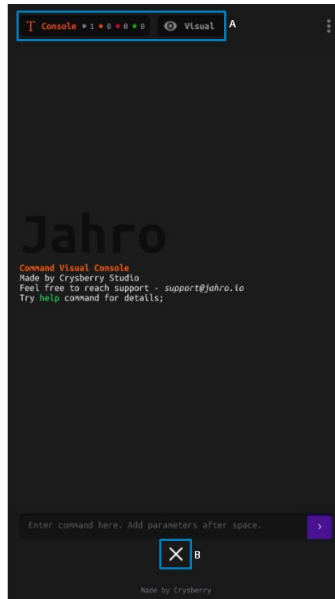 T Console • 1 • 0 • 0 • 0 Visual A
Jahro
Command Visual Console
Made by Crysberry Studio
Feel free to reach support - support@jahro.io
Try help command for details;
Enter command here. Add parameters after space. >
B
Made by Crysberry